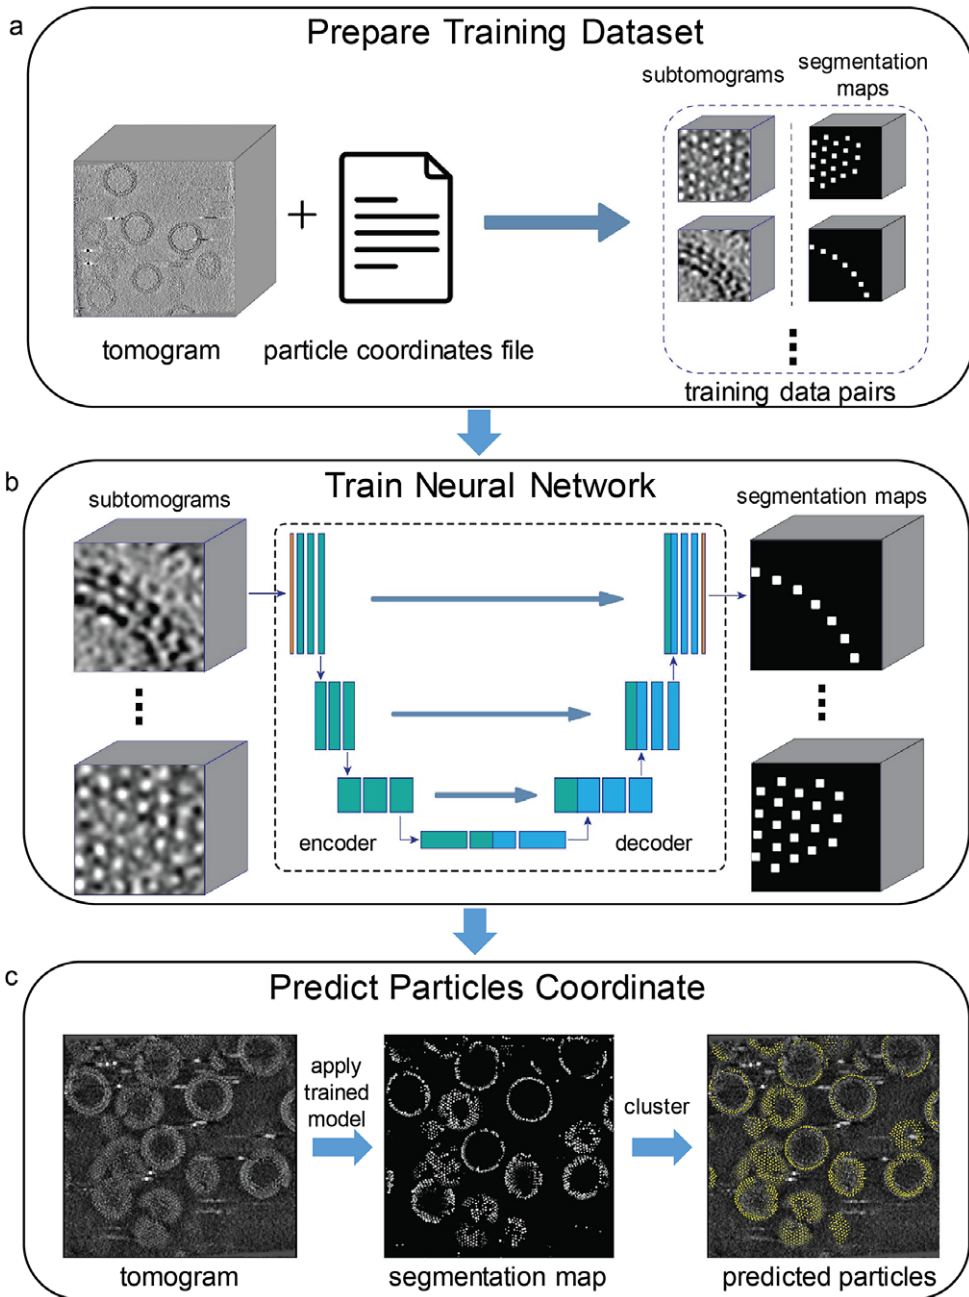 a
Prepare Training Dataset
subtomograms
segmentation
maps
+
tomogram
particle coordinates file
training data pairs
b
Train Neural Network
subtomograms
segmentation maps
encoder
decoder
c
Predict Particles Coordinate
apply
trained
model
cluster
tomogram
segmentation map
predicted particles